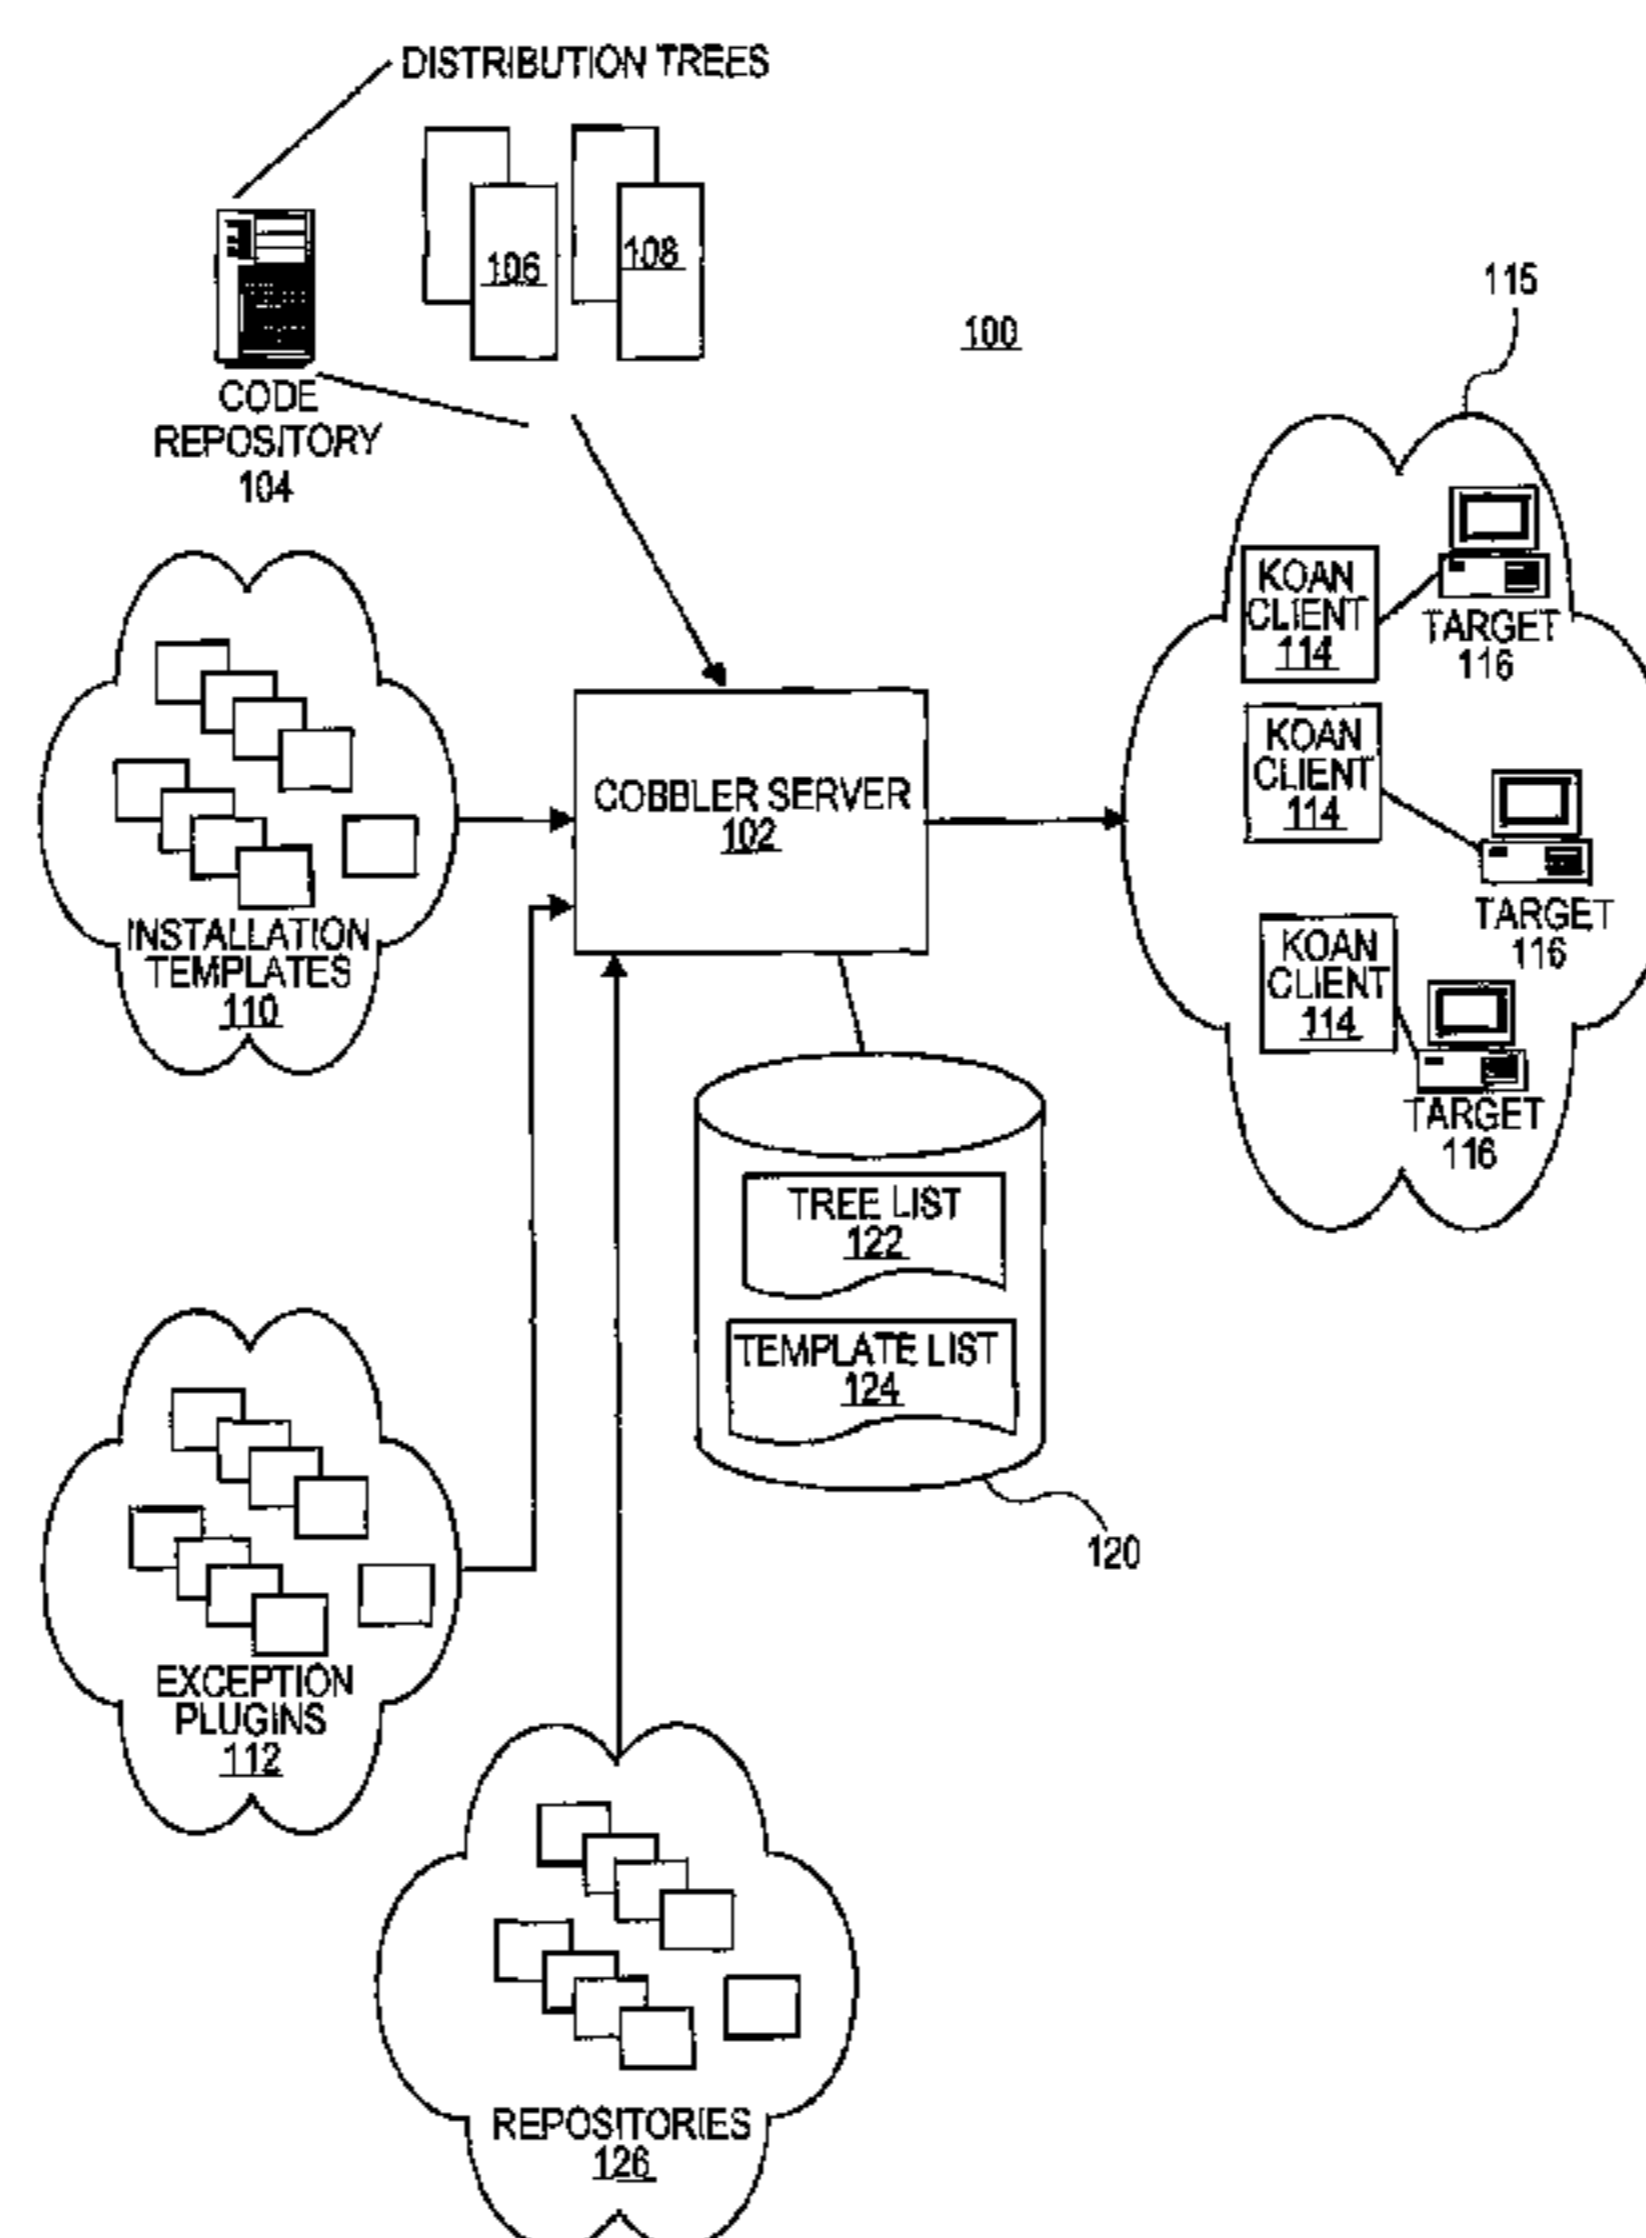 DISTRIBUTION TREES
106
108
CODE
REPOSITORY
104
100
115
KOAN
CLIENT
114
TARGET
116
KOAN
CLIENT
114
TARGET
116
KOAN
CLIENT
114
TARGET
116
INSTALLATION
TEMPLATES
110
COBBLER SERVER
102
TREE LIST
122
TEMPLATE LIST
124
120
EXCEPTION
PLUGINS
112
REPOSITORIES
126